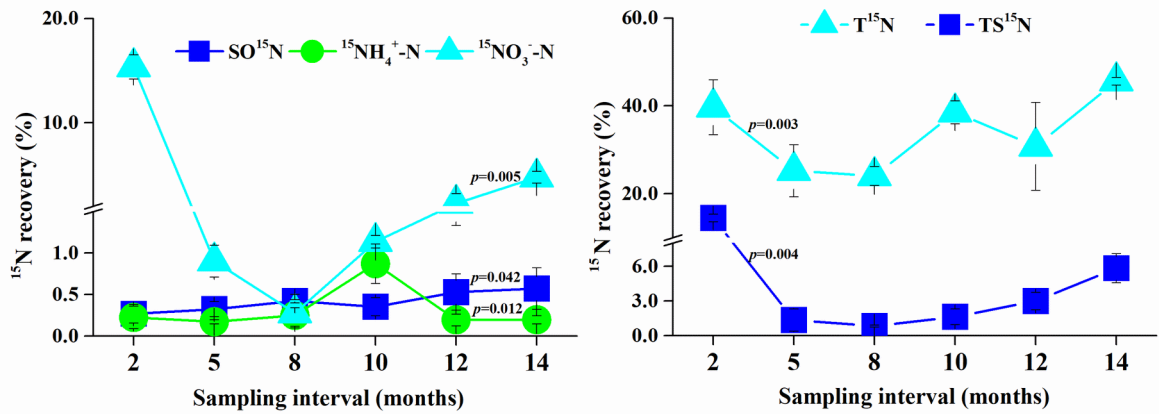 20.0
10.0
1.0
0.5
0.0
¹⁵N recovery (%)
SO¹⁵N
¹⁵NH₄⁺-N
¹⁵NO₃⁻-N
p=0.005
p=0.042
p=0.012
2 5 8 10 12 14
Sampling interval (months)
60.0
40.0
20.0
6.0
3.0
0.0
¹⁵N recovery (%)
T¹⁵N
TS¹⁵N
p=0.003
p=0.004
2 5 8 10 12 14
Sampling interval (months)